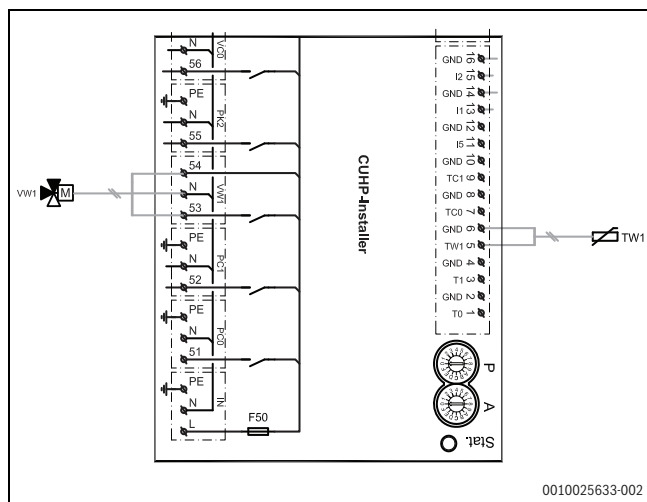 N
56
VC0
PE
N
55
PK2
54
N
53
VW1
PE
N
52
PC1
PE
N
51
PC0
PE
N
L
IN
F50
VW1
M
CUHP-Installer
GND 16
I2 15
GND 14
I1 13
GND 12
I5 11
GND 10
TC1 9
GND 8
TC0 7
GND 6
TW1 5
GND 4
T1 3
GND 2
T0 1
TW1
P
A
Stat.
0010025633-002